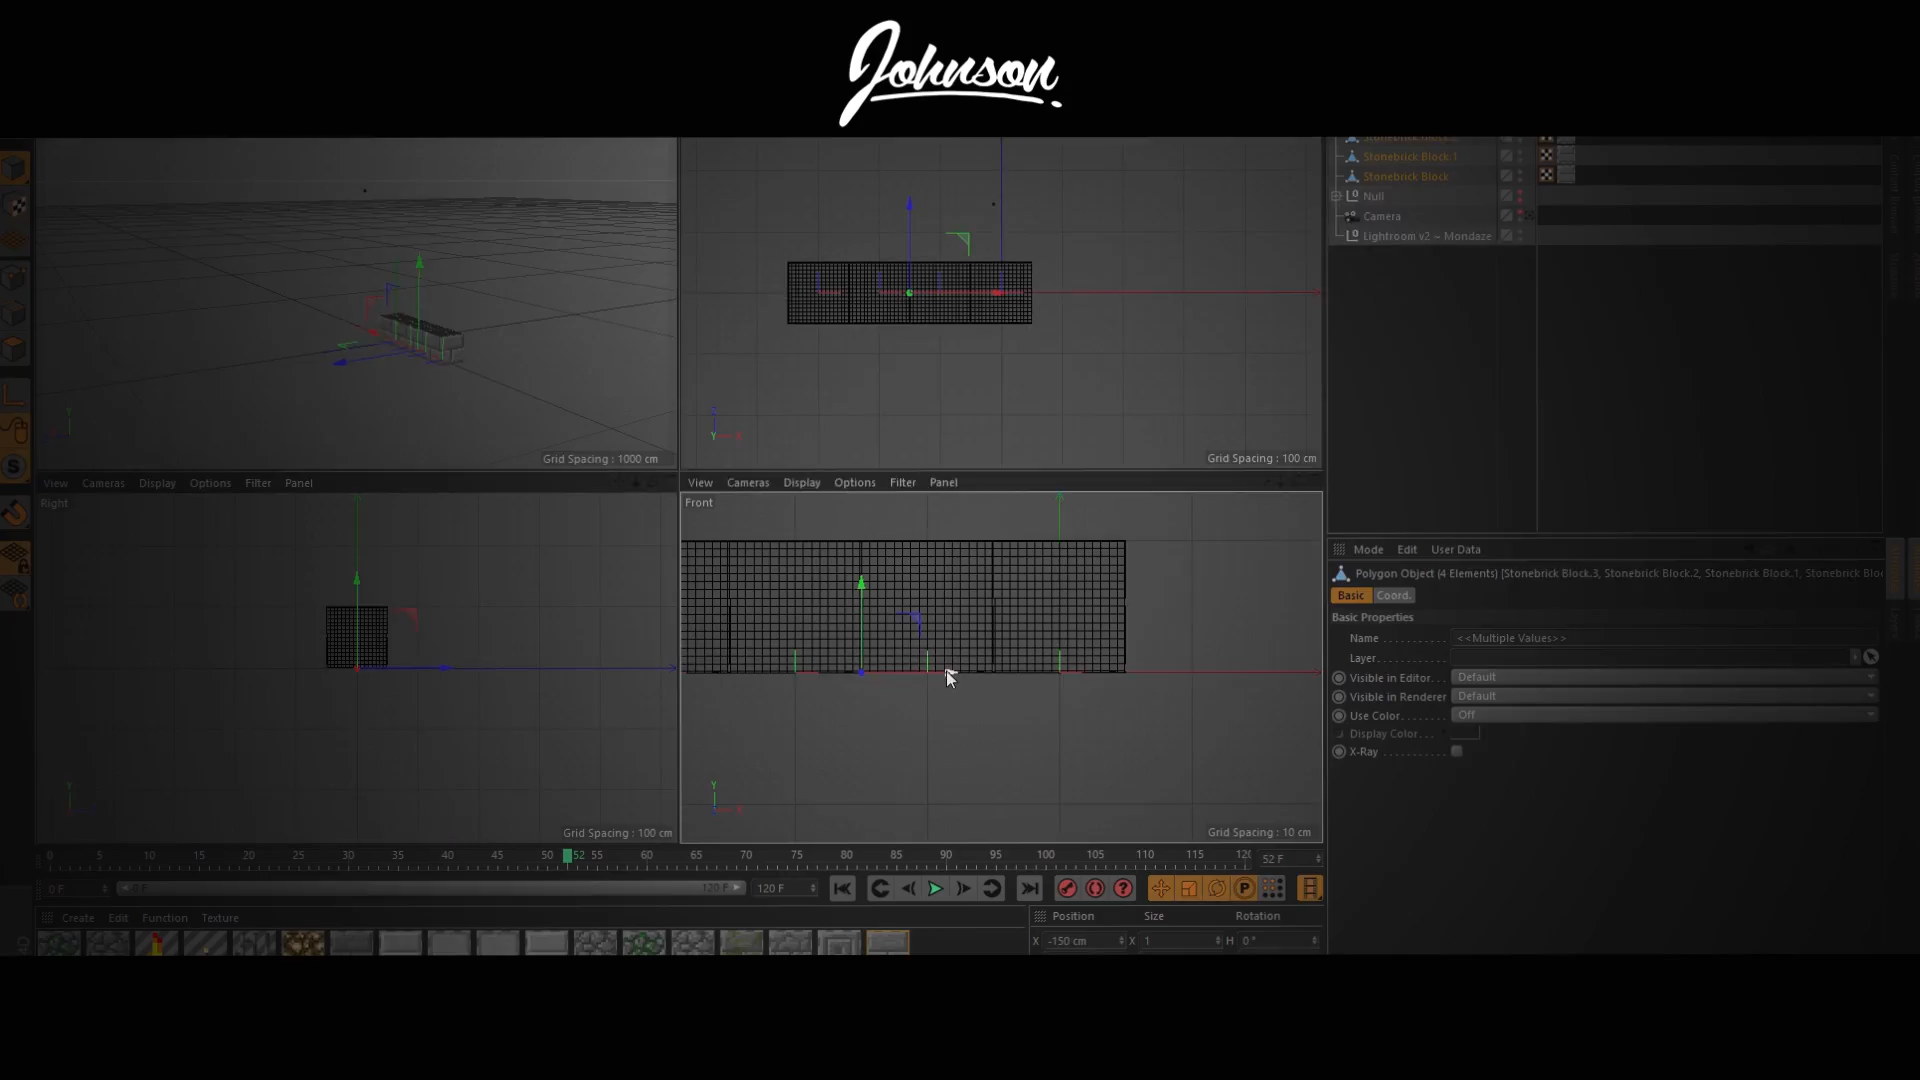 Johnson
Stonebrick Block.1
Stonebrick Block
Null
Camera
Lightroom v2 ~ Mondaze
Grid Spacing : 1000 cm
Y
Z
Y X
Grid Spacing : 100 cm
View Cameras Display Options Filter Panel
Right
Y
Grid Spacing : 100 cm
View Cameras Display Options Filter Panel
Front
Y
X
Grid Spacing : 10 cm
Mode Edit User Data
Polygon Object (4 Elements) [Stonebrick Block.3, Stonebrick Block.2, Stonebrick Block.1, Stonebrick Blo
Basic Coord.
Basic Properties
Name <<Multiple Values>>
Layer
Visible in Editor Default
Visible in Renderer Default
Use Color Off
Display Color
X-Ray
0 5 10 15 20 25 30 35 40 45 50 52 55 60 65 70 75 80 85 90 95 100 105 110 115 120 52 F
0 F 0 F 120 F 120 F
Create Edit Function Texture
Position Size Rotation
X -150 cm X 1 H 0 °